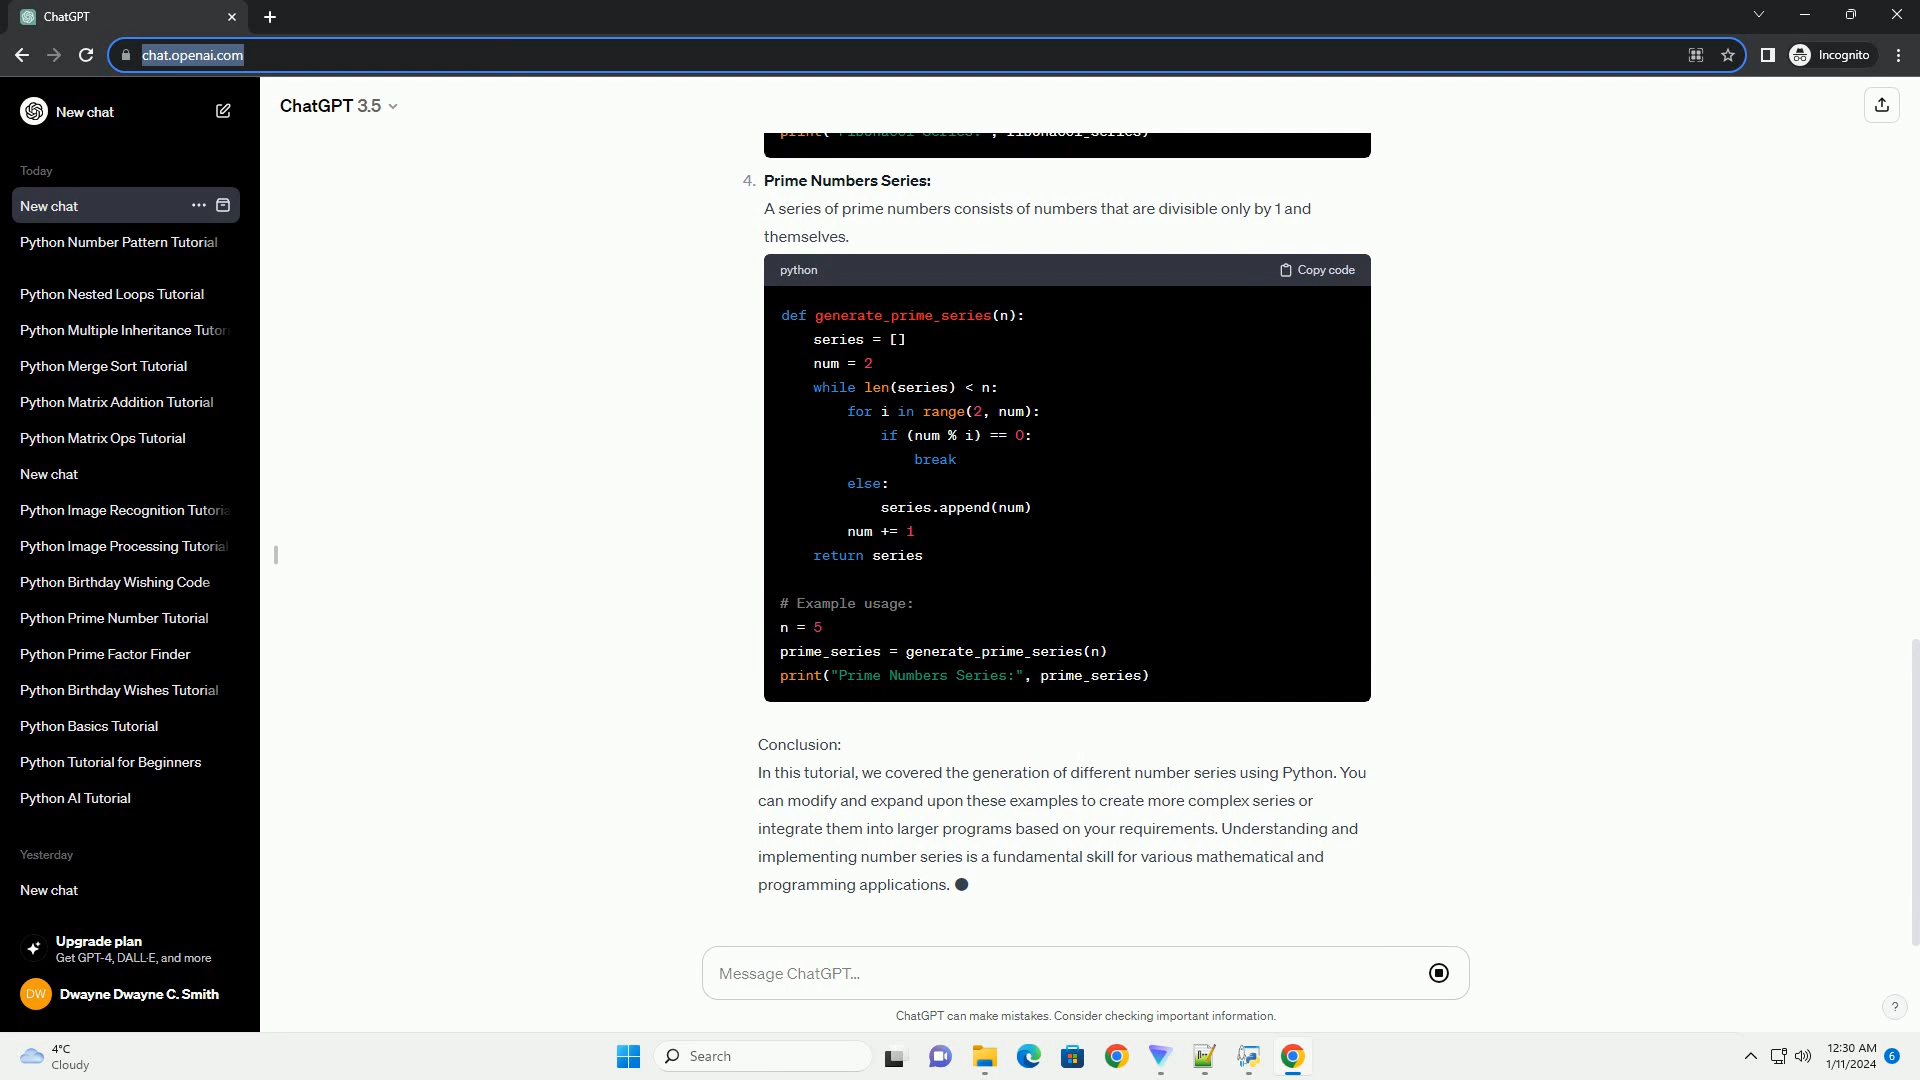 ChatGPT
chat.openai.com
Incognito
New chat
ChatGPT 3.5
Today
New chat
Python Number Pattern Tutorial
Python Nested Loops Tutorial
Python Multiple Inheritance Tutor
Python Merge Sort Tutorial
Python Matrix Addition Tutorial
Python Matrix Ops Tutorial
New chat
Python Image Recognition Tutoria
Python Image Processing Tutorial
Python Birthday Wishing Code
Python Prime Number Tutorial
Python Prime Factor Finder
Python Birthday Wishes Tutorial
Python Basics Tutorial
Python Tutorial for Beginners
Python AI Tutorial
Yesterday
New chat
Upgrade plan
Get GPT-4, DALL·E, and more
DW
Dwayne Dwayne C. Smith
print("Fibonacci Series:", fibonacci_series)
4. Prime Numbers Series:
A series of prime numbers consists of numbers that are divisible only by 1 and
themselves.
python
Copy code
def generate_prime_series(n):
series = []
num = 2
while len(series) < n:
for i in range(2, num):
if (num % i) == 0:
break
else:
series.append(num)
num += 1
return series
# Example usage:
n = 5
prime_series = generate_prime_series(n)
print("Prime Numbers Series:", prime_series)
Conclusion:
In this tutorial, we covered the generation of different number series using Python. You
can modify and expand upon these examples to create more complex series or
integrate them into larger programs based on your requirements. Understanding and
implementing number series is a fundamental skill for various mathematical and
programming applications.
Message ChatGPT...
ChatGPT can make mistakes. Consider checking important information.
?
4°C
Cloudy
Search
12:30 AM
1/11/2024
6